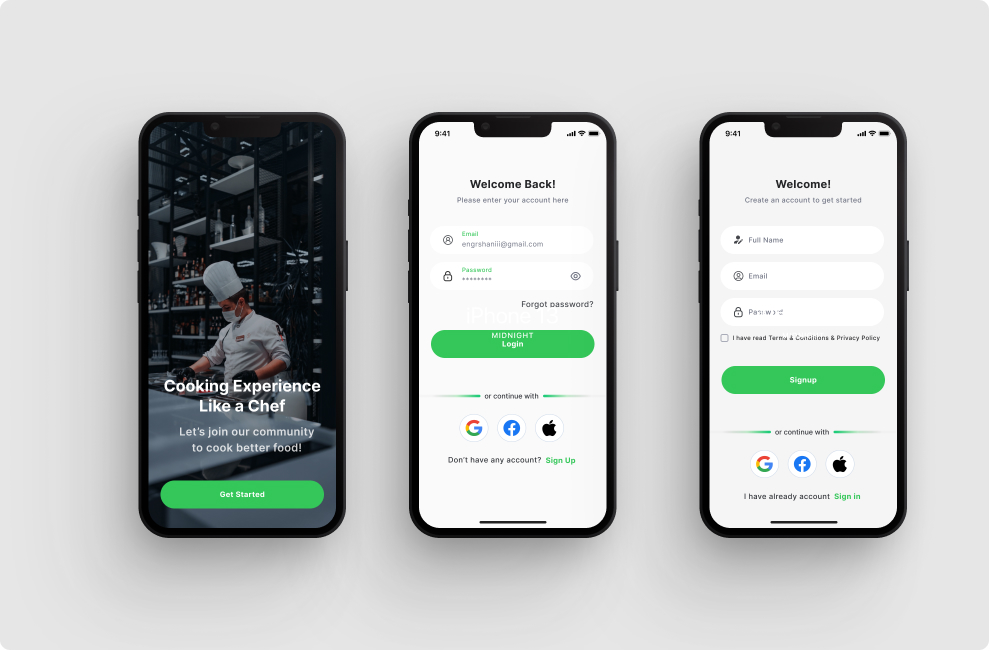 Cooking Experience
Like a Chef
Let's join our community
to cook better food!
Get Started
9:41
Welcome Back!
Please enter your account here
Email
engrshaniii@gmail.com
Password
********
Forgot password?
iPhone 13
MIDNIGHT
Login
or continue with
Don't have any account? Sign Up
9:41
Welcome!
Create an account to get started
Full Name
Email
Password
I have read Terms & Conditions & Privacy Policy
Signup
or continue with
I have already account Sign in